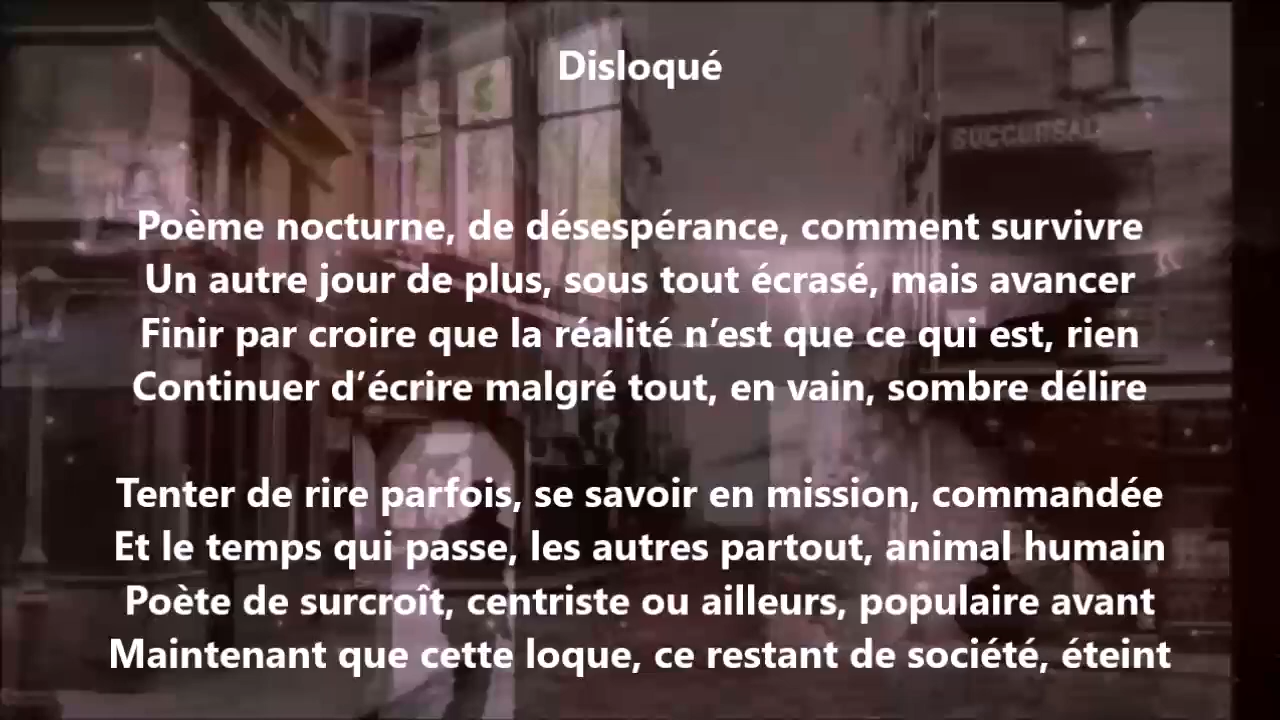 Disloqué
SUCCURSAL
Poème nocturne, de désespérance, comment survivre
Un autre jour de plus, sous tout écrasé, mais avancer
Finir par croire que la réalité n’est que ce qui est, rien
Continuer d’écrire malgré tout, en vain, sombre délire
Tenter de rire parfois, se savoir en mission, commandée
Et le temps qui passe, les autres partout, animal humain
Poète de surcroît, centriste ou ailleurs, populaire avant
Maintenant que cette loque, ce restant de société, éteint